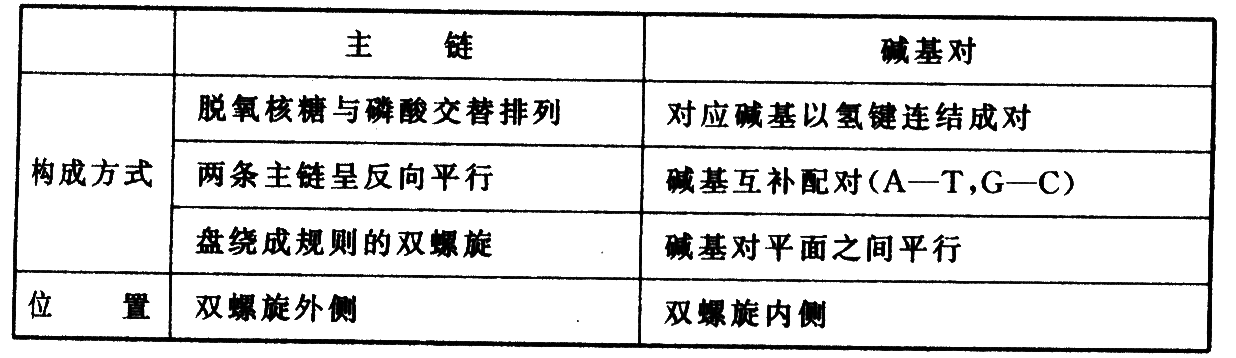 主 链 碱基对
脱氧核糖与磷酸交替排列 对应碱基以氢键连结成对
构成方式 两条主链呈反向平行 碱基互补配对(A—T,G—C)
盘绕成规则的双螺旋 碱基对平面之间平行
位 置 双螺旋外侧 双螺旋内侧